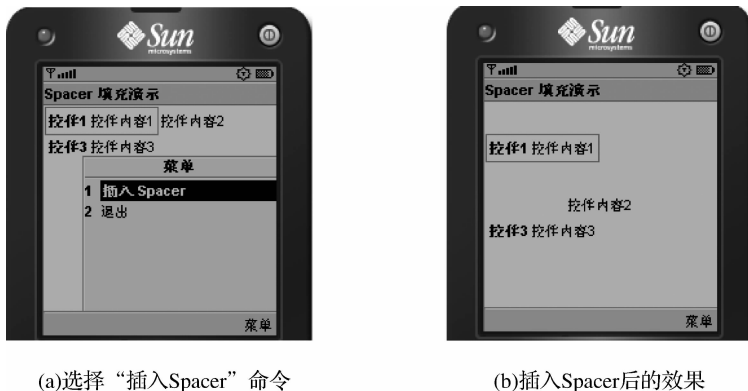 Sun
microsystems
Spacer 填充演示
控件1 控件内容1 控件内容2
控件3 控件内容3
菜单
1 插入 Spacer
2 退出
菜单
(a)选择“插入Spacer”命令
Sun
microsystems
Spacer 填充演示
控件1 控件内容1
控件内容2
控件3 控件内容3
菜单
(b)插入Spacer后的效果